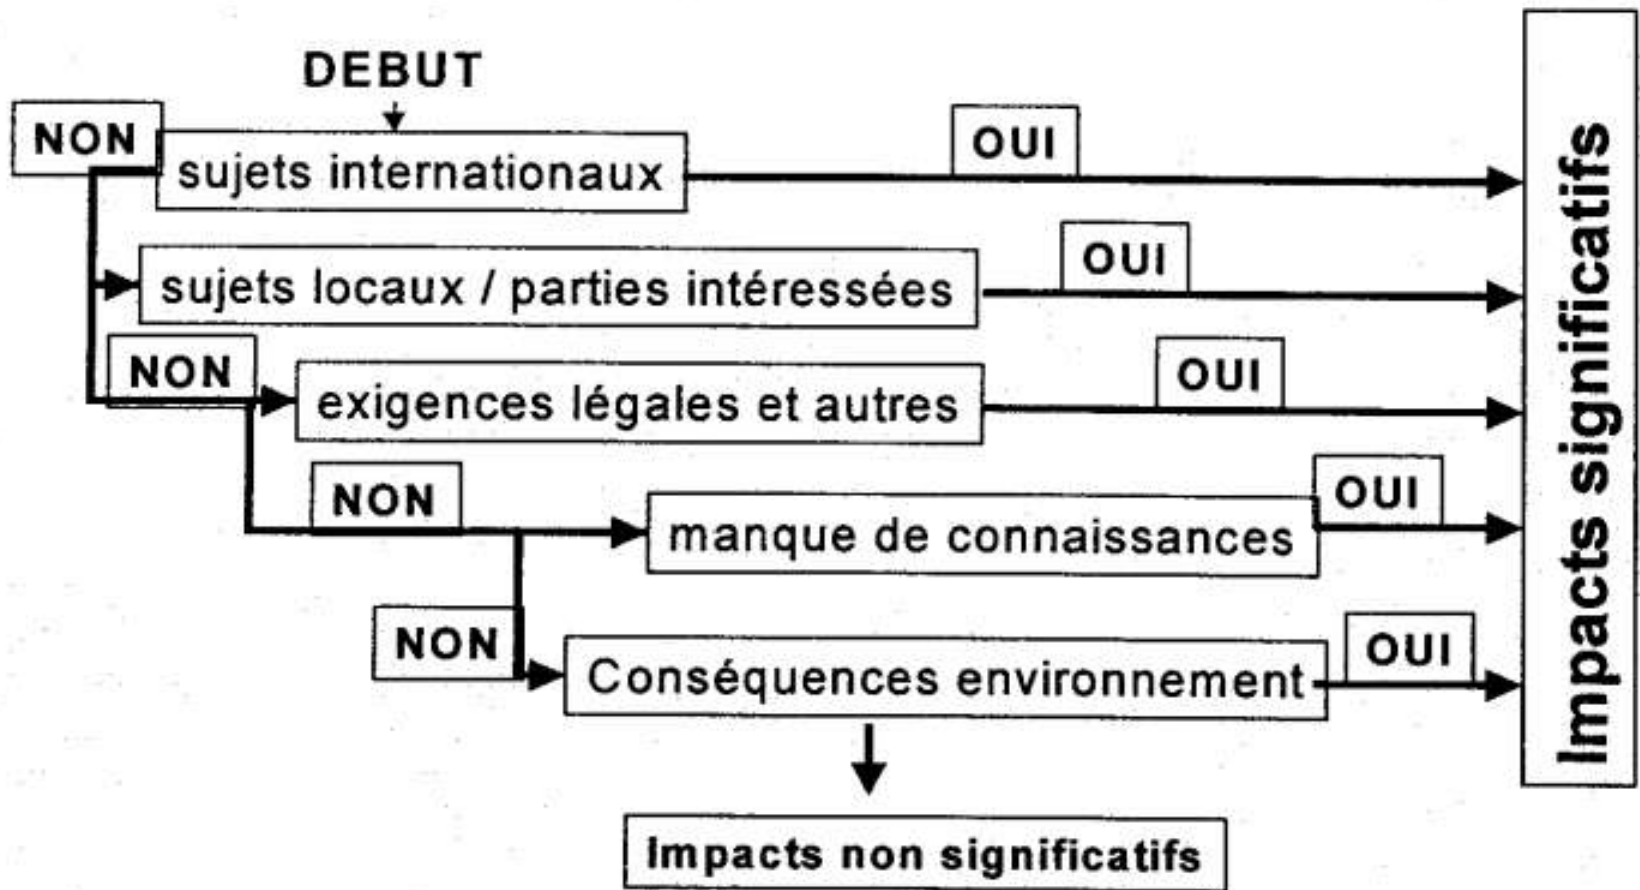 DEBUT
NON
sujets internationaux
OUI
sujets locaux / parties intéressées
OUI
NON
exigences légales et autres
OUI
NON
manque de connaissances
OUI
NON
Conséquences environnement
OUI
Impacts non significatifs
Impacts significatifs